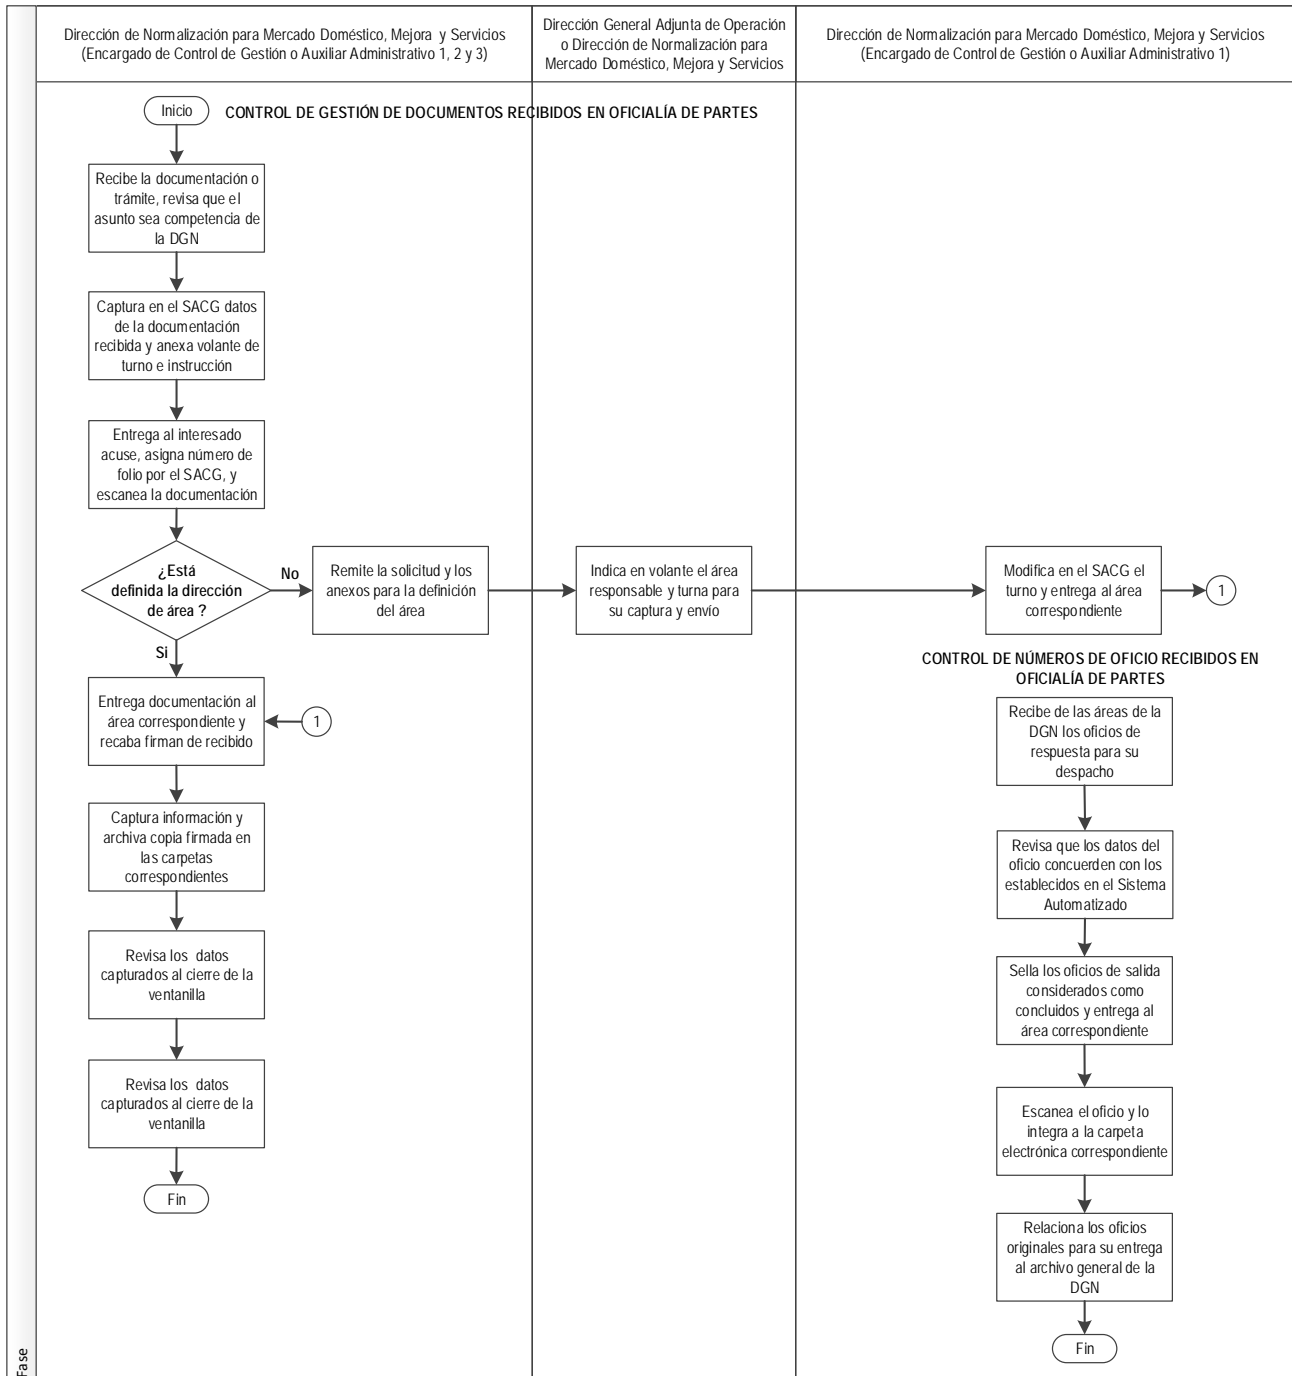 Dirección de Normalización para Mercado Doméstico, Mejora y Servicios
(Encargado de Control de Gestión o Auxiliar Administrativo 1, 2 y 3)
Dirección General Adjunta de Operación
o Dirección de Normalización para
Mercado Doméstico, Mejora y Servicios
Dirección de Normalización para Mercado Doméstico, Mejora y Servicios
(Encargado de Control de Gestión o Auxiliar Administrativo 1)
Inicio
CONTROL DE GESTIÓN DE DOCUMENTOS RECIBIDOS EN OFICIALÍA DE PARTES
Recibe la documentación o
trámite, revisa que el
asunto sea competencia de
la DGN
Captura en el SACG datos
de la documentación
recibida y anexa volante de
turno e instrucción
Entrega al interesado
acuse, asigna número de
folio por el SACG, y
escanea la documentación
¿Está
definida la dirección
de área ?
No
Remite la solicitud y los
anexos para la definición
del área
Indica en volante el área
responsable y turna para
su captura y envío
Modifica en el SACG el
turno y entrega al área
correspondiente
1
Si
Entrega documentación al
área correspondiente y
recaba firman de recibido
1
Captura información y
archiva copia firmada en
las carpetas
correspondientes
Revisa los datos
capturados al cierre de la
ventanilla
Revisa los datos
capturados al cierre de la
ventanilla
Fin
CONTROL DE NÚMEROS DE OFICIO RECIBIDOS EN
OFICIALÍA DE PARTES
Recibe de las áreas de la
DGN los oficios de
respuesta para su
despacho
Revisa que los datos del
oficio concuerden con los
establecidos en el Sistema
Automatizado
Sella los oficios de salida
considerados como
concluidos y entrega al
área correspondiente
Escanea el oficio y lo
integra a la carpeta
electrónica correspondiente
Relaciona los oficios
originales para su entrega
al archivo general de la
DGN
Fin
Fase